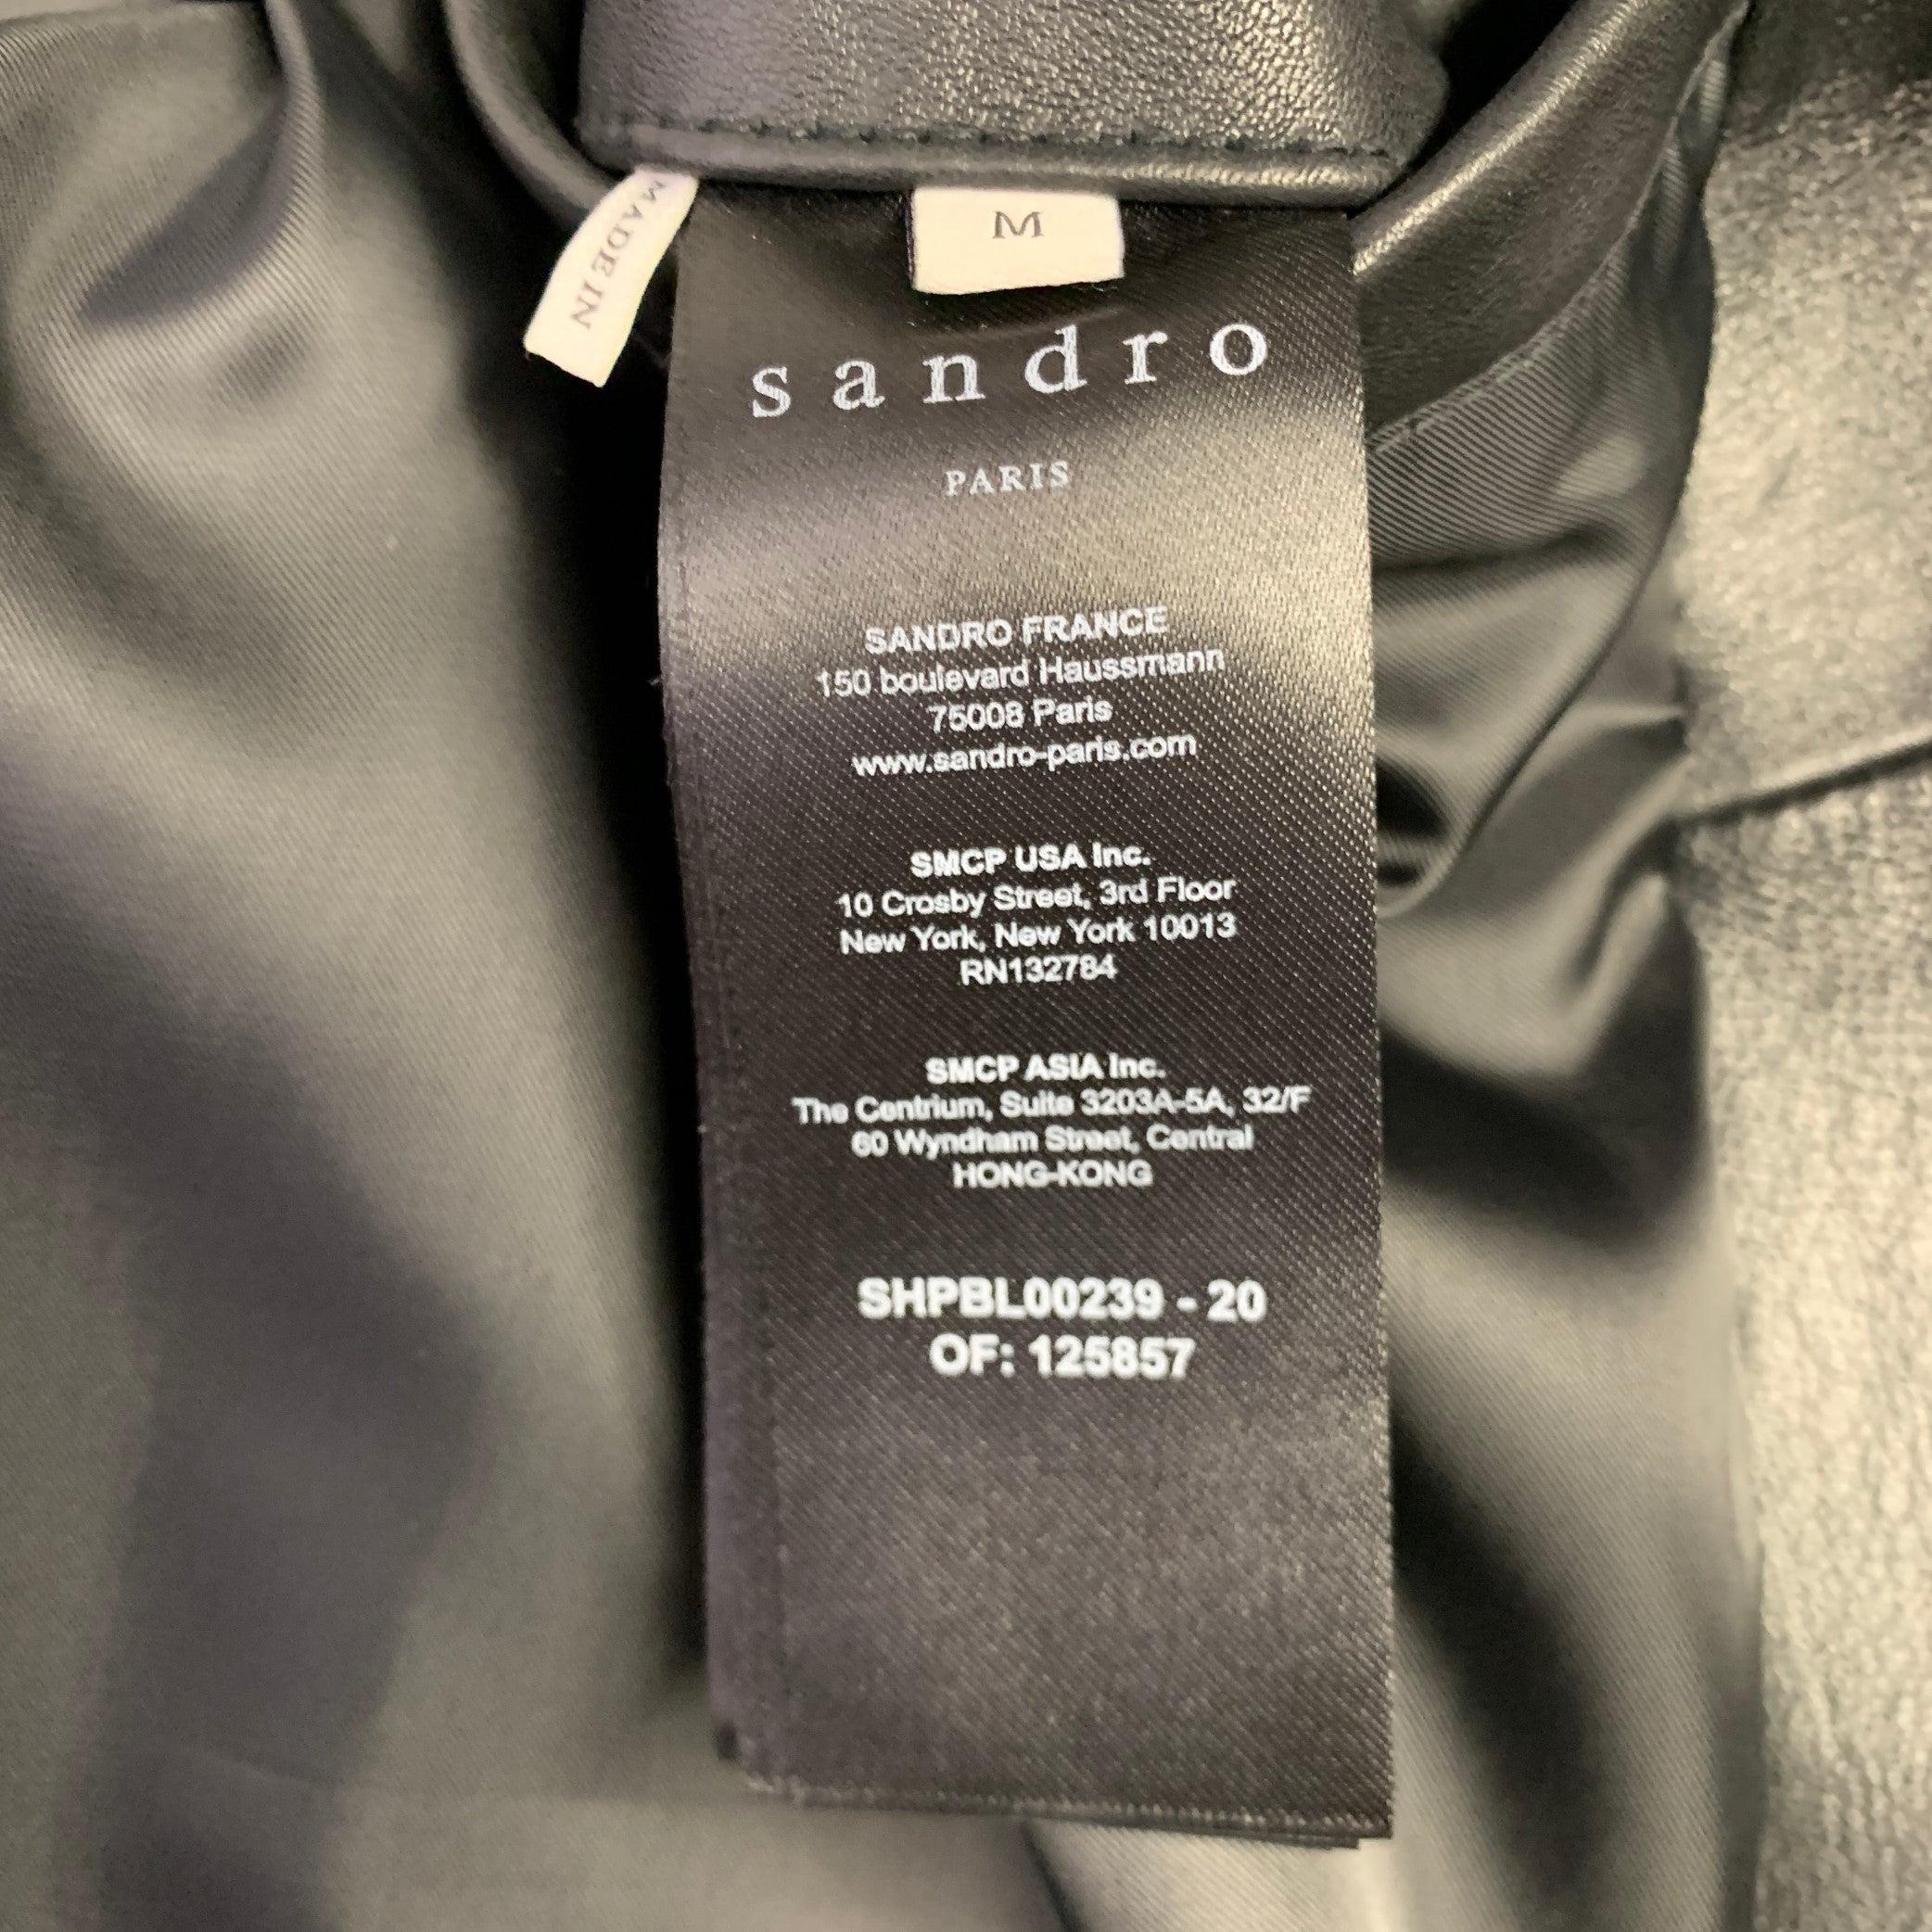 MADE IN
M
sandro
PARIS
SANDRO FRANCE
150 boulevard Haussmann
75008 Paris
www.sandro-paris.com
SMCP USA Inc.
10 Crosby Street, 3rd Floor
New York, New York 10013
RN132784
SMCP ASIA Inc.
The Centrium, Suite 3203A-5A, 32/F
60 Wyndham Street, Central
HONG-KONG
SHPBL00239 - 20
OF: 125857